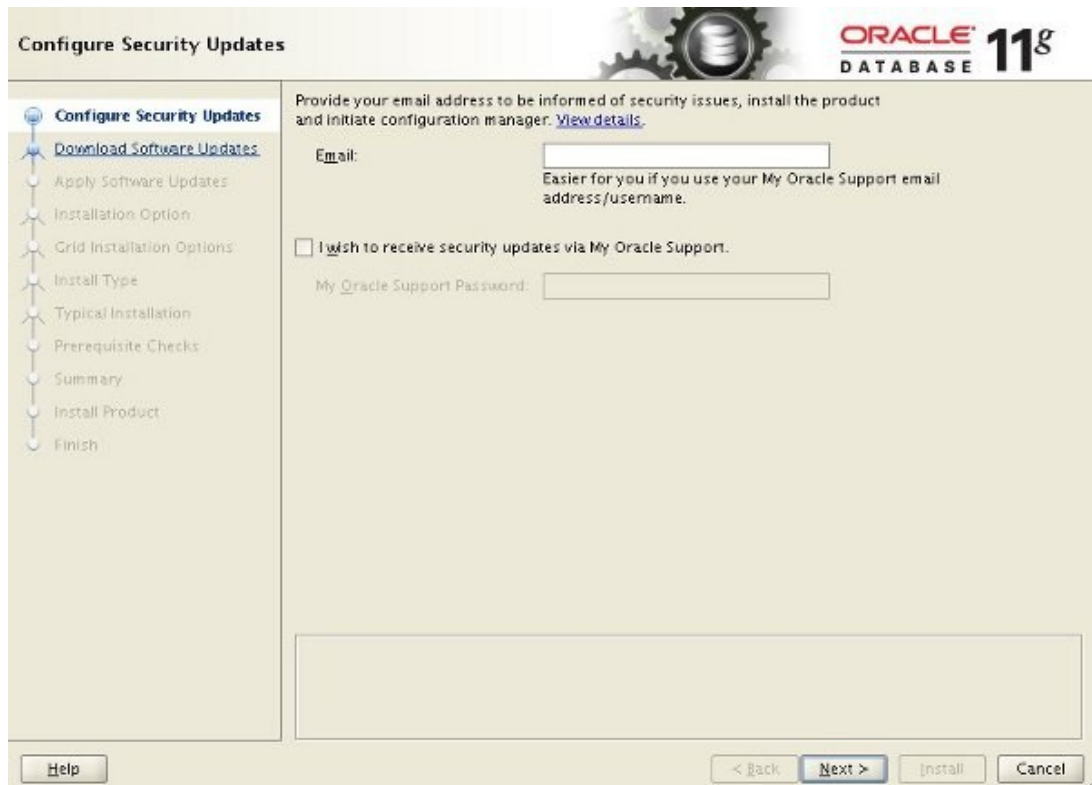 Configure Security Updates
ORACLE
DATABASE
11g
Configure Security Updates
Download Software Updates
Apply Software Updates
Installation Option
Grid Installation Options
Install Type
Typical Installation
Prerequisite Checks
Summary
Install Product
Finish
Provide your email address to be informed of security issues, install the product
and initiate configuration manager. View details.
Email:
Easier for you if you use your My Oracle Support email
address/username.
I wish to receive security updates via My Oracle Support.
My Oracle Support Password:
Help
< Back
Next >
Install
Cancel